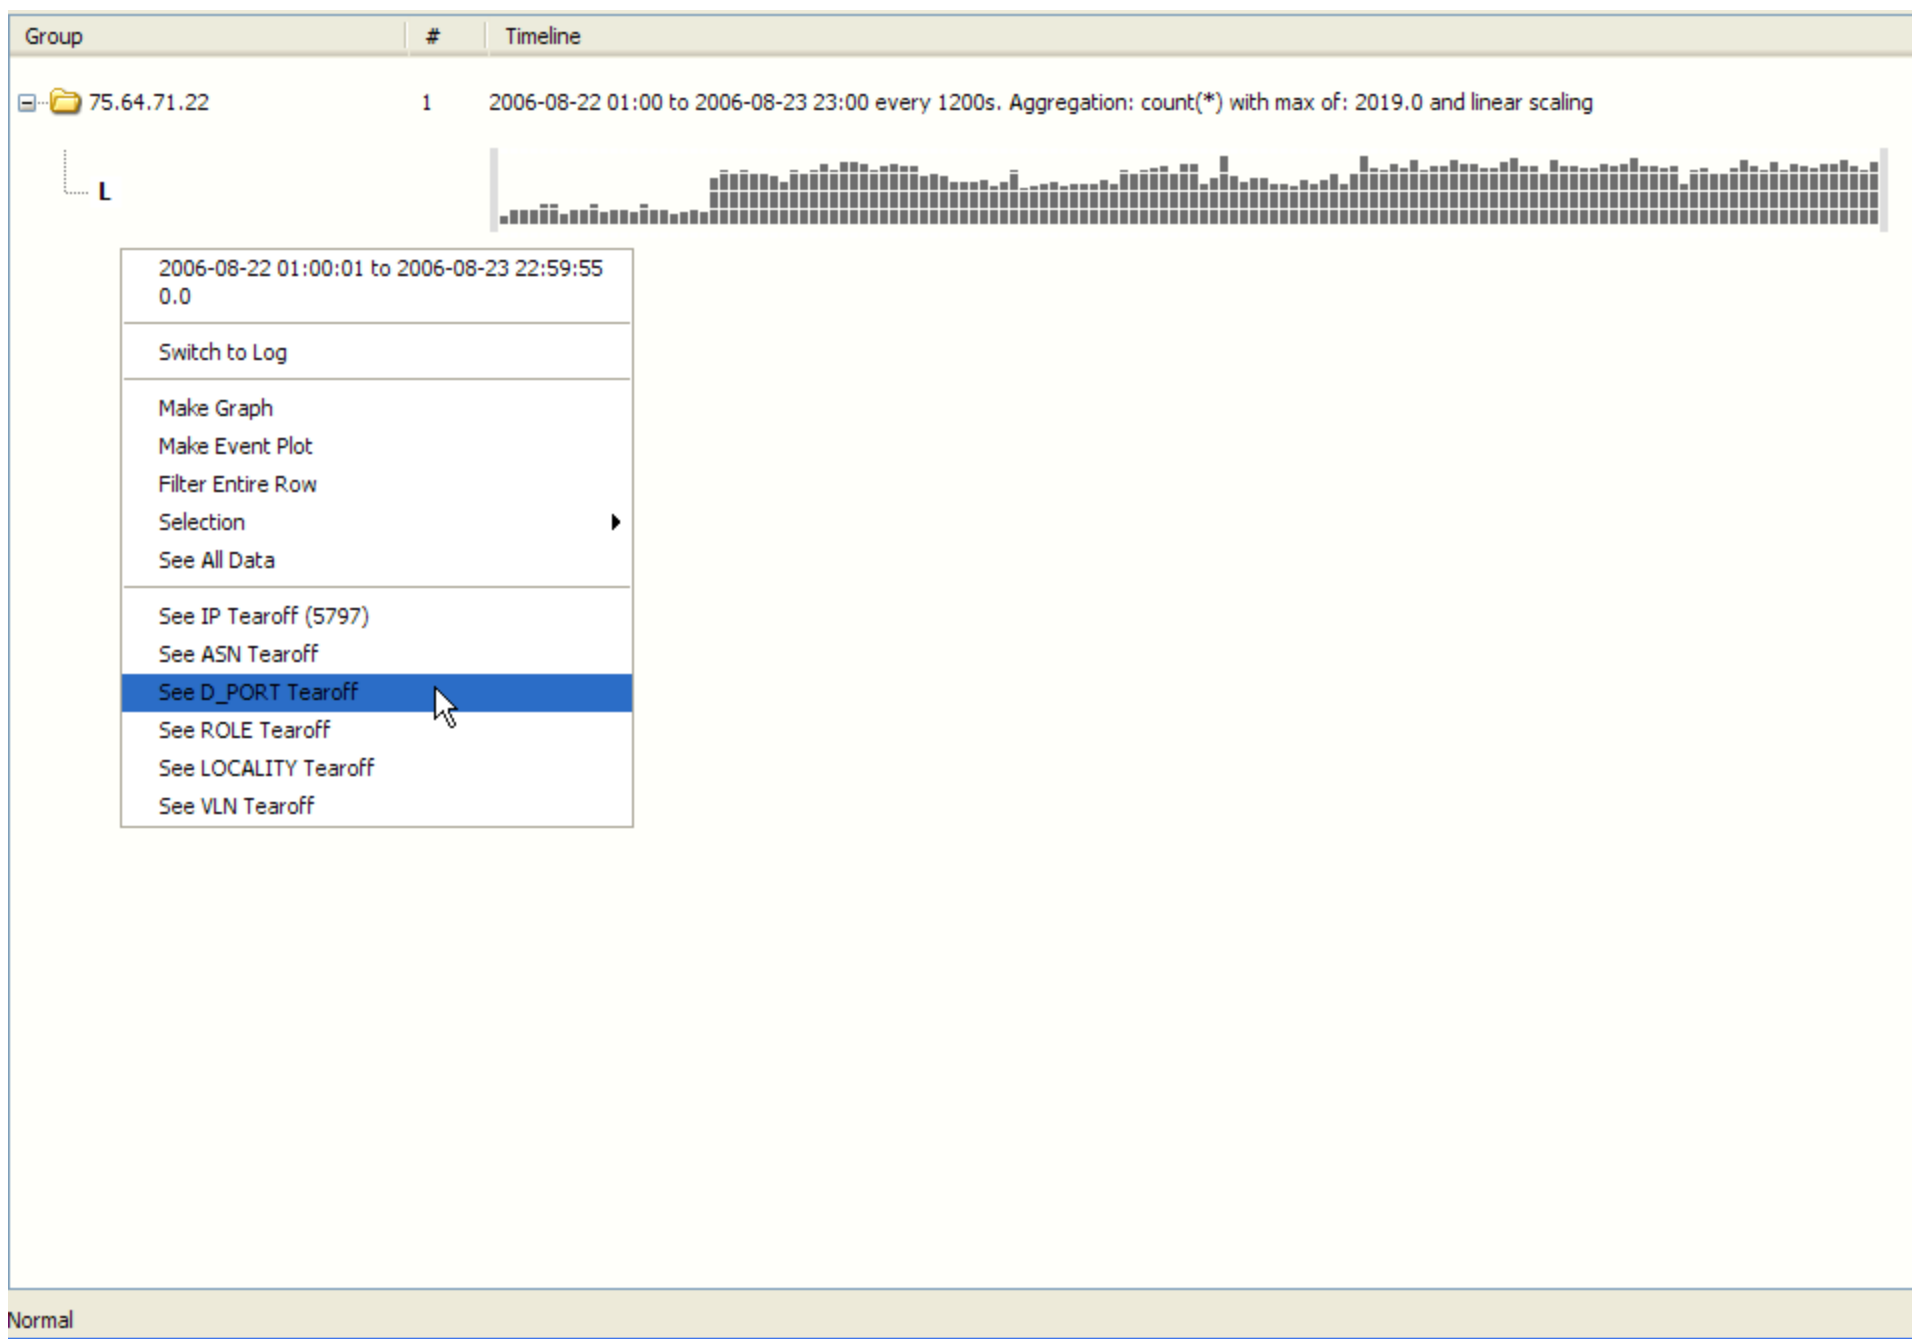 Group # Timeline
75.64.71.22 1 2006-08-22 01:00 to 2006-08-23 23:00 every 1200s. Aggregation: count(*) with max of: 2019.0 and linear scaling
L
2006-08-22 01:00:01 to 2006-08-23 22:59:55
0.0
Switch to Log
Make Graph
Make Event Plot
Filter Entire Row
Selection
See All Data
See IP Tearoff (5797)
See ASN Tearoff
See D_PORT Tearoff
See ROLE Tearoff
See LOCALITY Tearoff
See VLN Tearoff
Normal